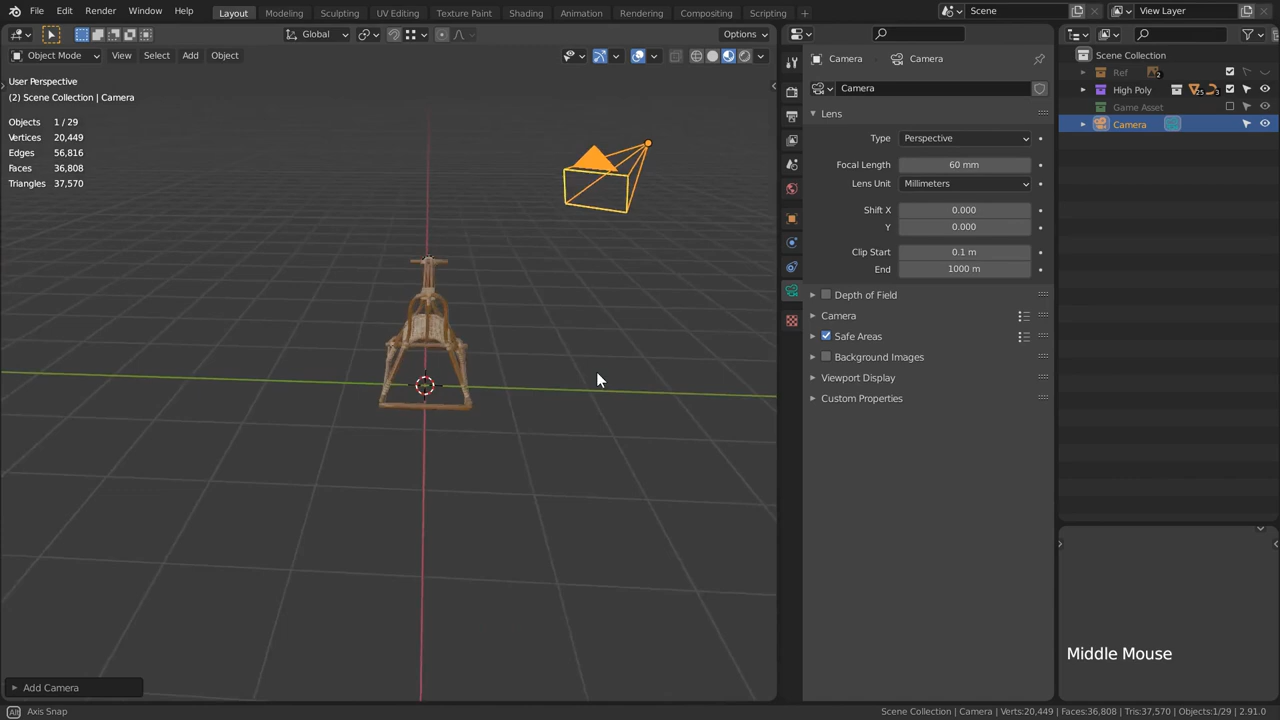 File Edit Render Window Help Layout Modeling Sculpting UV Editing Texture Paint Shading Animation Rendering Compositing Scripting + Scene View Layer
Global Options
Object Mode View Select Add Object
User Perspective
(2) Scene Collection | Camera
Objects 1 / 29
Vertices 20,449
Edges 56,816
Faces 36,808
Triangles 37,570
Add Camera
Camera Camera
Camera
Lens
Type Perspective
Focal Length 60 mm
Lens Unit Millimeters
Shift X 0.000
Y 0.000
Clip Start 0.1 m
End 1000 m
Depth of Field
Camera
Safe Areas
Background Images
Viewport Display
Custom Properties
Scene Collection
Ref 2
High Poly 25 3
Game Asset
Camera
Middle Mouse
Alt Axis Snap
Scene Collection | Camera | Verts:20,449 | Faces:36,808 | Tris:37,570 | Objects:1/29 | 2.91.0